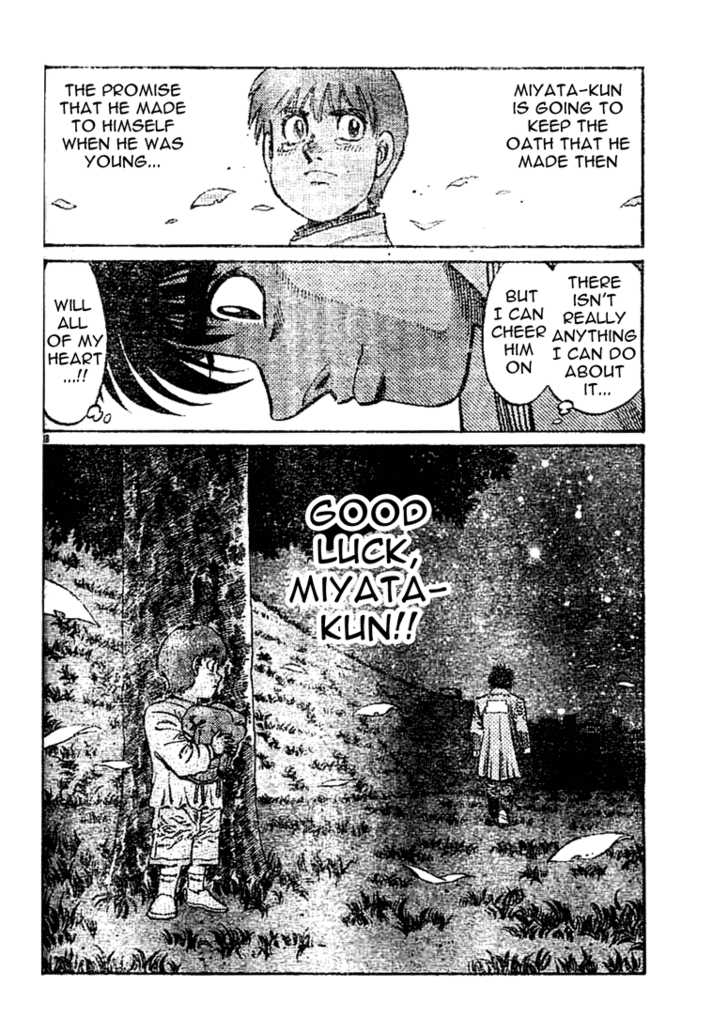 MIYATA-KUN
IS GOING TO
KEEP THE
OATH THAT HE
MADE THEN
THE PROMISE
THAT HE MADE
TO HIMSELF
WHEN HE WAS
YOUNG...
THERE
ISN'T
REALLY
ANYTHING
I CAN DO
ABOUT
IT...
BUT
I CAN
CHEER
HIM
ON
WILL
ALL
OF MY
HEART
...!!
GOOD
LUCK,
MIYATA-
KUN!!